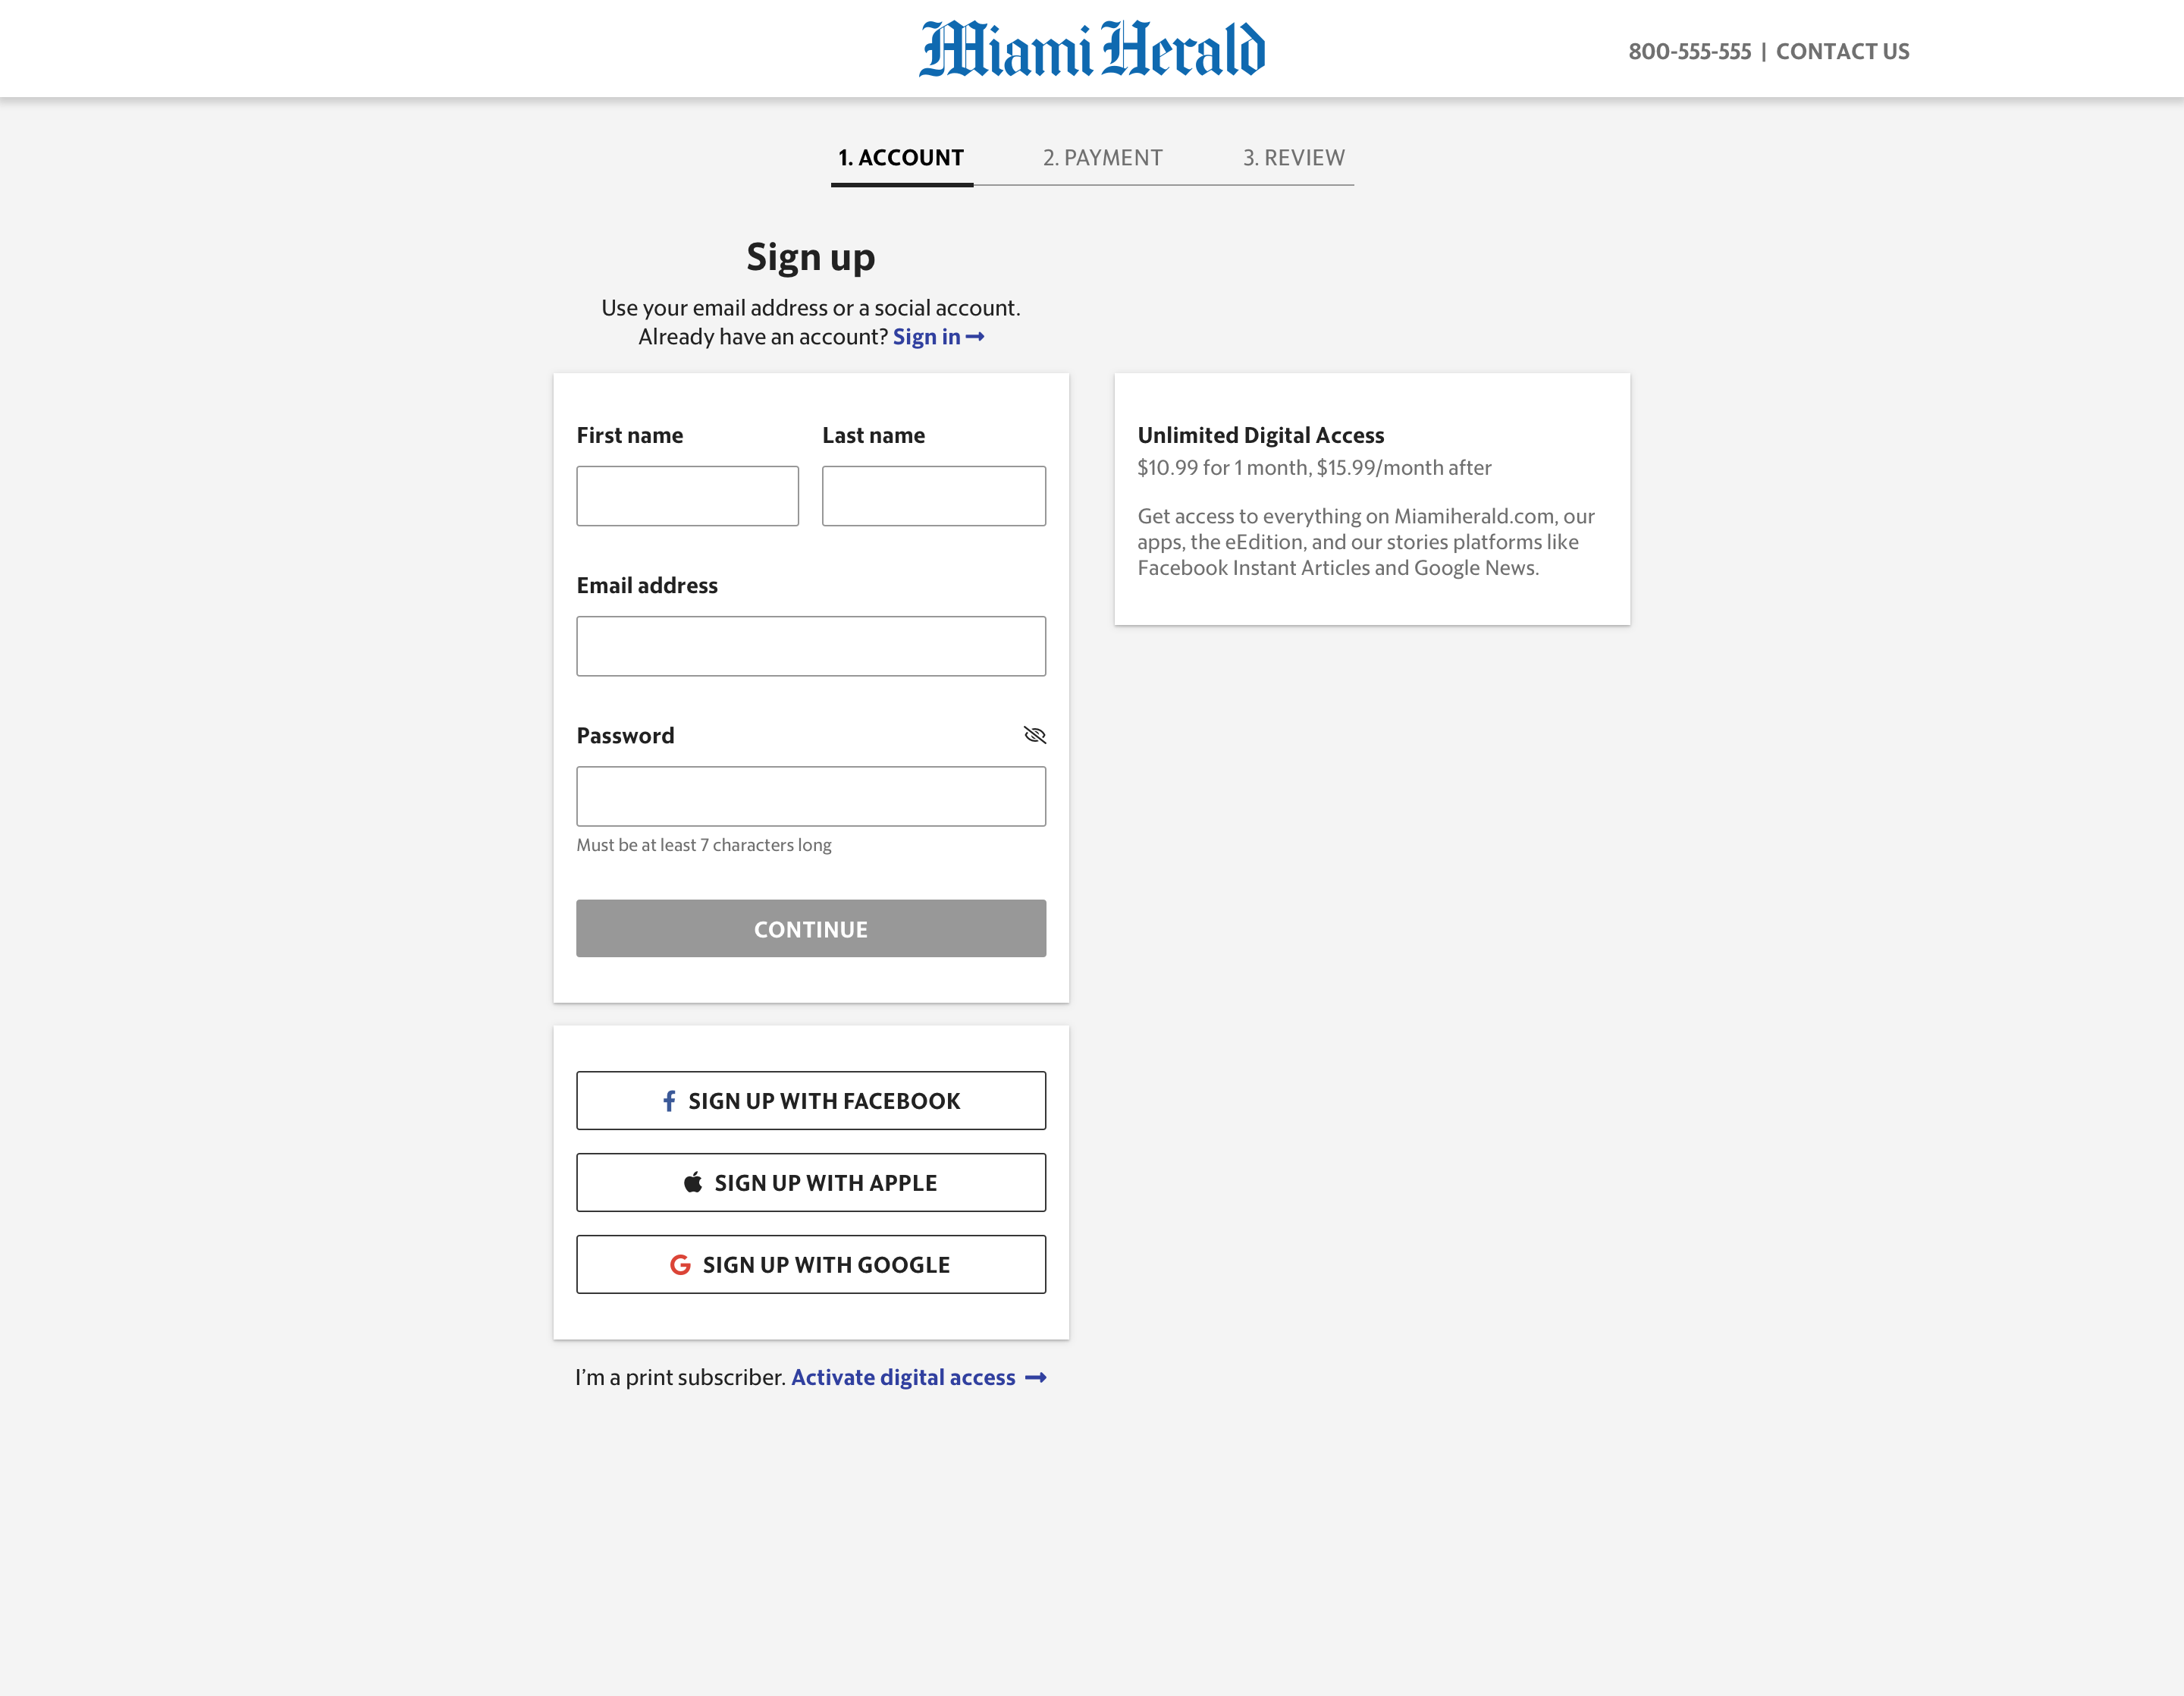 Miami Herald
800-555-555 | CONTACT US
1. ACCOUNT 2. PAYMENT 3. REVIEW
Sign up
Use your email address or a social account.
Already have an account? Sign in →
First name Last name
Email address
Password
Must be at least 7 characters long
CONTINUE
SIGN UP WITH FACEBOOK
SIGN UP WITH APPLE
SIGN UP WITH GOOGLE
I'm a print subscriber. Activate digital access →
Unlimited Digital Access
$10.99 for 1 month, $15.99/month after
Get access to everything on Miamiherald.com, our
apps, the eEdition, and our stories platforms like
Facebook Instant Articles and Google News.